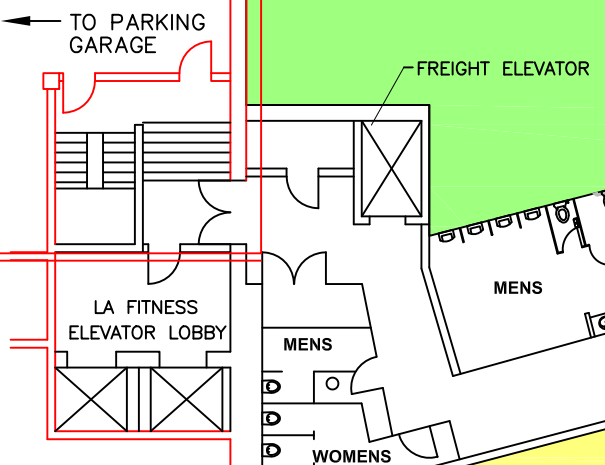 TO PARKING
GARAGE
FREIGHT ELEVATOR
MENS
LA FITNESS
ELEVATOR LOBBY
MENS
WOMENS